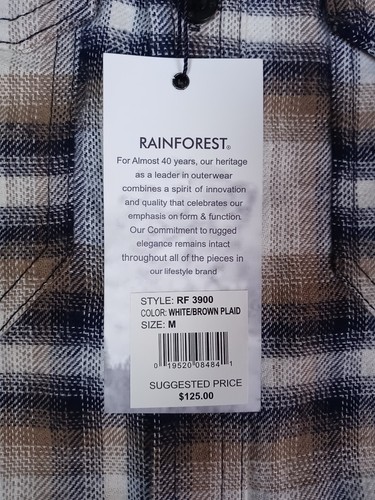 RAINFOREST®
For Almost 40 years, our heritage
as a leader in outerwear
combines a spirit of innovation
and quality that celebrates our
emphasis on form & function.
Our Commitment to rugged
elegance remains intact
throughout all of the pieces in
our lifestyle brand
STYLE: RF 3900
COLOR: WHITE/BROWN PLAID
SIZE: M
0 19520 08484 1
SUGGESTED PRICE
$125.00